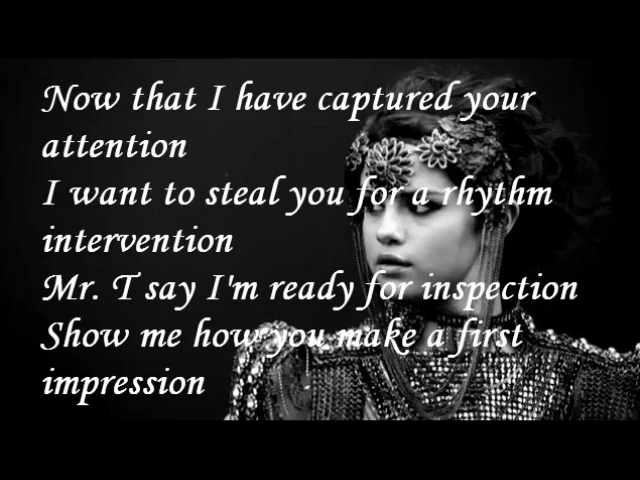 Now that I have captured your
attention
I want to steal you for a rhythm
intervention
Mr. T say I'm ready for inspection
Show me how you make a first
impression